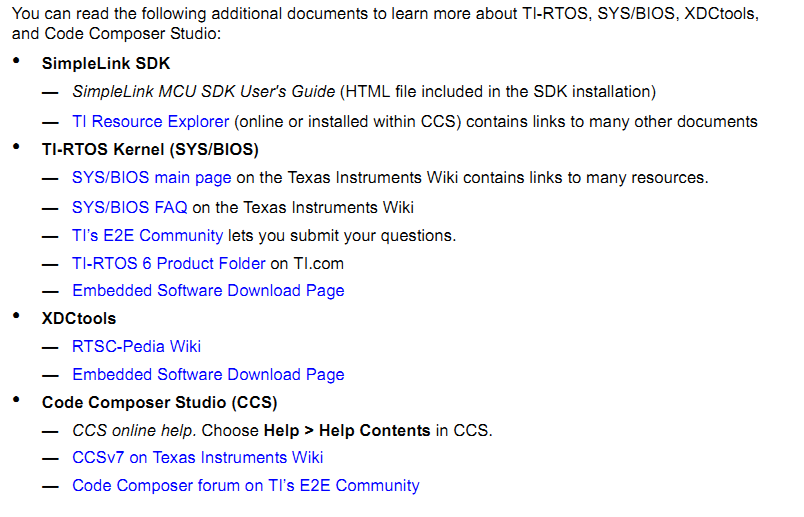 You can read the following additional documents to learn more about TI-RTOS, SYS/BIOS, XDCtools,
and Code Composer Studio:
• SimpleLink SDK
— SimpleLink MCU SDK User's Guide (HTML file included in the SDK installation)
— TI Resource Explorer (online or installed within CCS) contains links to many other documents
• TI-RTOS Kernel (SYS/BIOS)
— SYS/BIOS main page on the Texas Instruments Wiki contains links to many resources.
— SYS/BIOS FAQ on the Texas Instruments Wiki
— TI's E2E Community lets you submit your questions.
— TI-RTOS 6 Product Folder on TI.com
— Embedded Software Download Page
• XDCtools
— RTSC-Pedia Wiki
— Embedded Software Download Page
• Code Composer Studio (CCS)
— CCS online help. Choose Help > Help Contents in CCS.
— CCSv7 on Texas Instruments Wiki
— Code Composer forum on TI's E2E Community